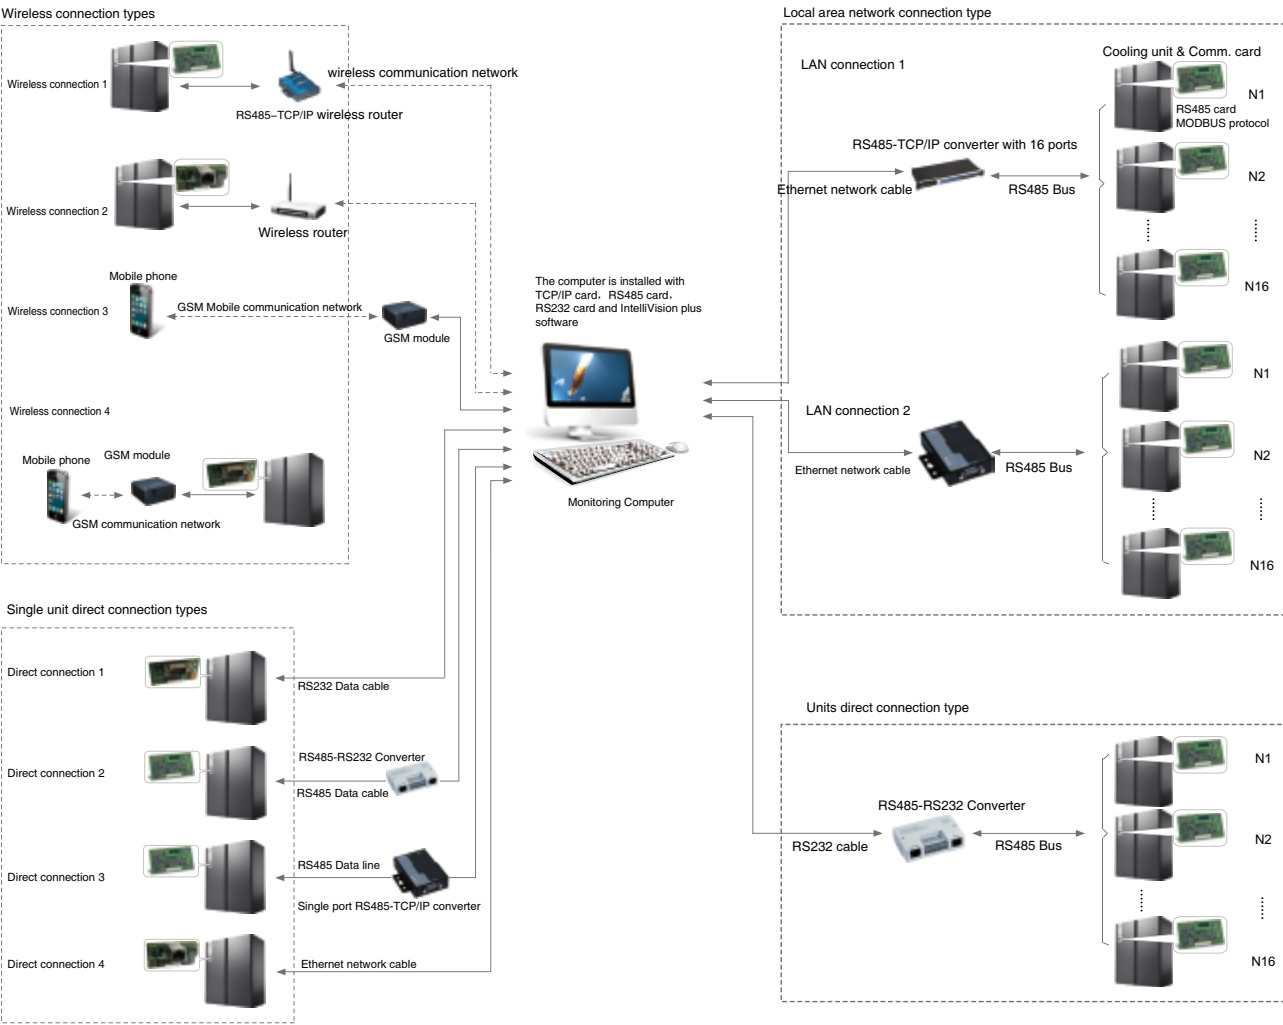 Wireless connection types
Wireless connection 1
wireless communication network
RS485–TCP/IP wireless router
Wireless connection 2
Wireless router
Mobile phone
Wireless connection 3
GSM Mobile communication network
GSM module
Wireless connection 4
Mobile phone
GSM module
GSM communication network
Single unit direct connection types
Direct connection 1
RS232 Data cable
Direct connection 2
RS485-RS232 Converter
RS485 Data cable
Direct connection 3
RS485 Data line
Single port RS485-TCP/IP converter
Direct connection 4
Ethernet network cable
The computer is installed with
TCP/IP card, RS485 card,
RS232 card and IntelliVision plus
software
Monitoring Computer
Local area network connection type
LAN connection 1
Cooling unit & Comm. card
N1
RS485 card
MODBUS protocol
RS485-TCP/IP converter with 16 ports
Ethernet network cable
RS485 Bus
N2
N16
LAN connection 2
Ethernet network cable
RS485 Bus
N1
N2
N16
Units direct connection type
RS485-RS232 Converter
RS232 cable
RS485 Bus
N1
N2
N16